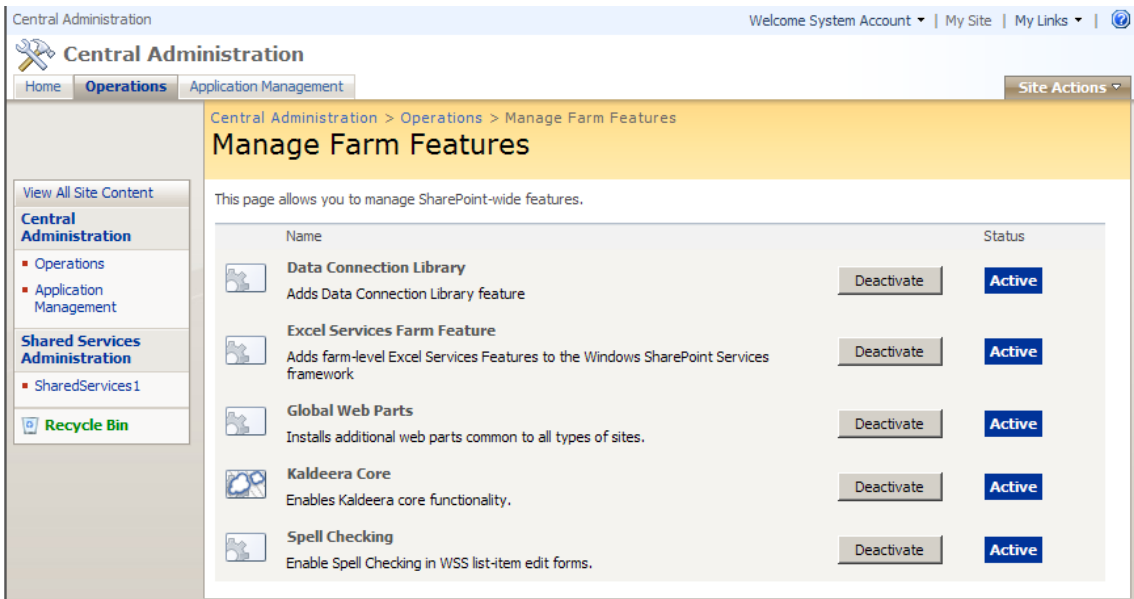 Central Administration
Welcome System Account | My Site | My Links |
Central Administration
Home Operations Application Management
Site Actions
Central Administration > Operations > Manage Farm Features
Manage Farm Features
View All Site Content
Central
Administration
Operations
Application
Management
Shared Services
Administration
SharedServices1
Recycle Bin
This page allows you to manage SharePoint-wide features.
Name Status
Data Connection Library
Adds Data Connection Library feature
Deactivate Active
Excel Services Farm Feature
Adds farm-level Excel Services Features to the Windows SharePoint Services
framework
Deactivate Active
Global Web Parts
Installs additional web parts common to all types of sites.
Deactivate Active
Kaldeera Core
Enables Kaldeera core functionality.
Deactivate Active
Spell Checking
Enable Spell Checking in WSS list-item edit forms.
Deactivate Active